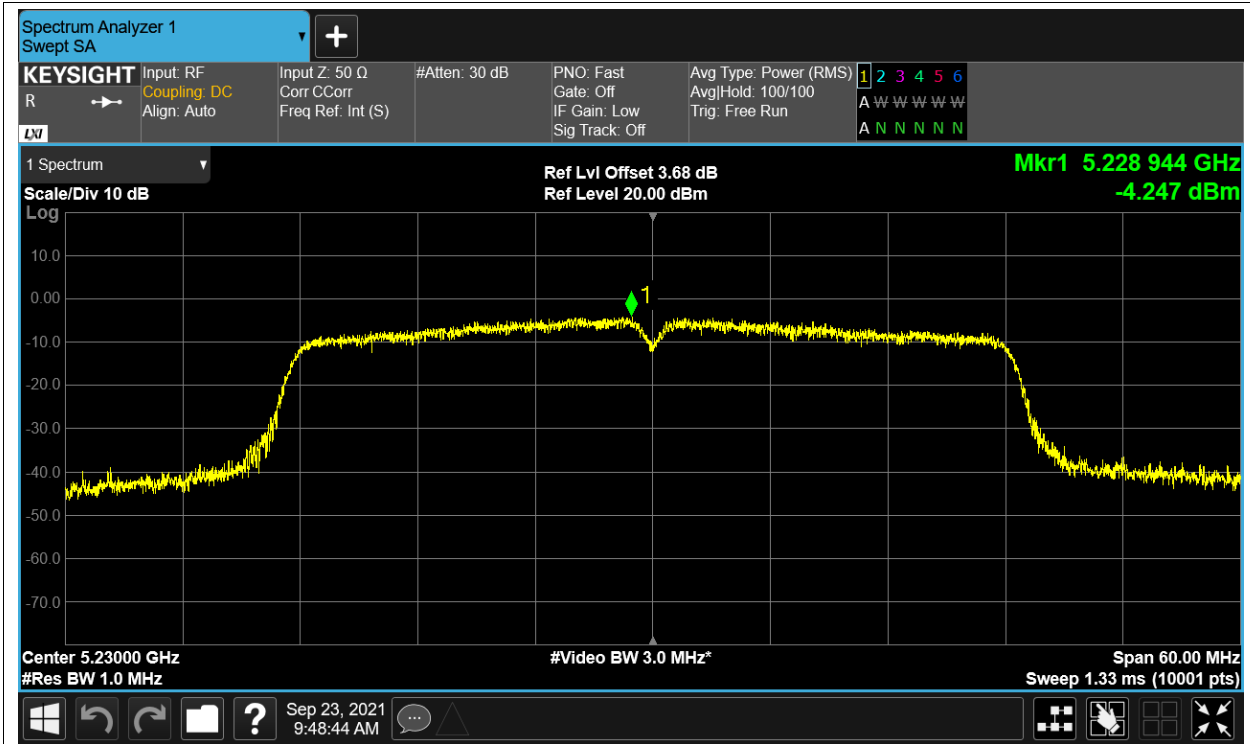 Spectrum Analyzer 1
Swept SA
KEYSIGHT
R
LXI
Input: RF
Coupling: DC
Align: Auto
Input Z: 50 Ω
Corr CCorr
Freq Ref: Int (S)
#Atten: 30 dB
PNO: Fast
Gate: Off
IF Gain: Low
Sig Track: Off
Avg Type: Power (RMS)
Avg|Hold: 100/100
Trig: Free Run
1 2 3 4 5 6
A W W W W W
A N N N N N
1 Spectrum
Scale/Div 10 dB
Log
Ref Lvl Offset 3.68 dB
Ref Level 20.00 dBm
Mkr1 5.228 944 GHz
-4.247 dBm
10.0
0.00
1
-10.0
-20.0
-30.0
-40.0
-50.0
-60.0
-70.0
Center 5.23000 GHz
#Res BW 1.0 MHz
#Video BW 3.0 MHz*
Span 60.00 MHz
Sweep 1.33 ms (10001 pts)
?
Sep 23, 2021
9:48:44 AM